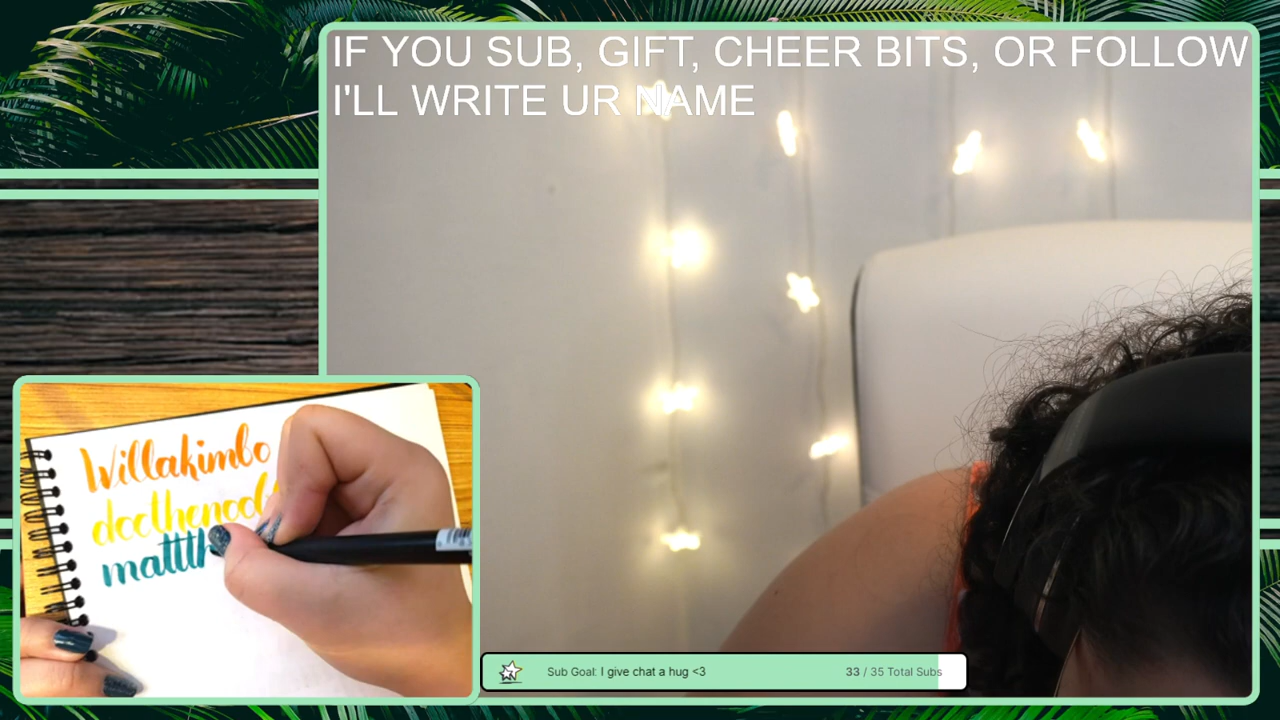 IF YOU SUB, GIFT, CHEER BITS, OR FOLLOW
I'LL WRITE UR NAME
Willakimbo
Sub Goal: I give chat a hug <3
33 / 35 Total Subs